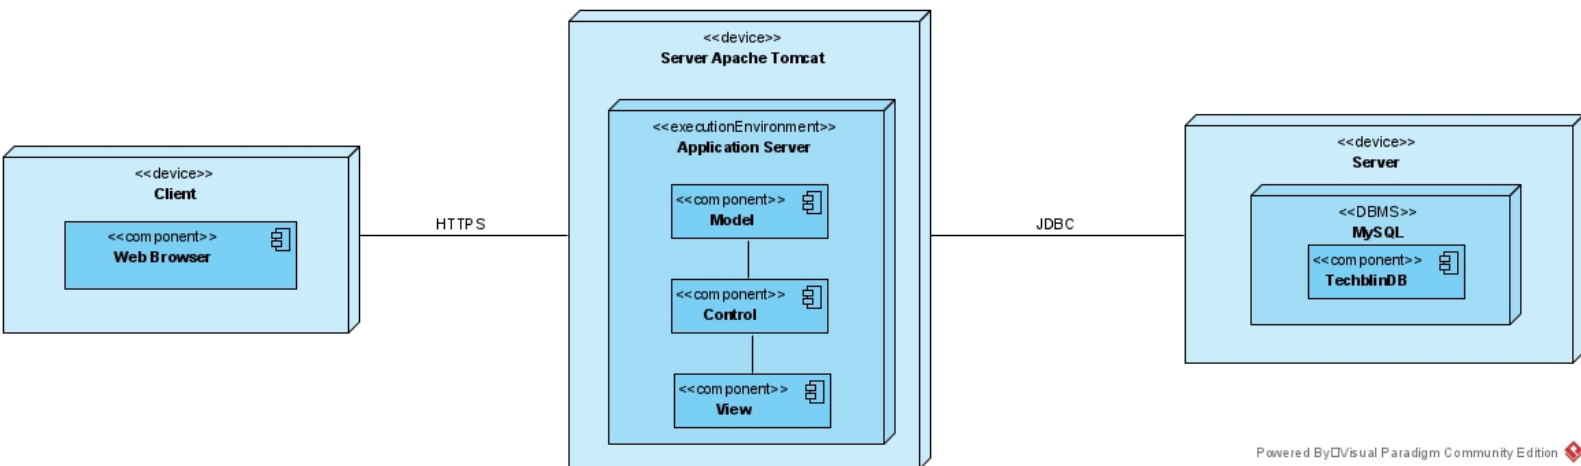 <<device>>
Client
<<component>>
Web Browser
HTTPS
<<device>>
Server Apache Tomcat
<<executionEnvironment>>
Application Server
<<component>>
Model
<<component>>
Control
<<component>>
View
JDBC
<<device>>
Server
<<DBMS>>
MySQL
<<component>>
TechblinDB
Powered By□Visual Paradigm Community Edition